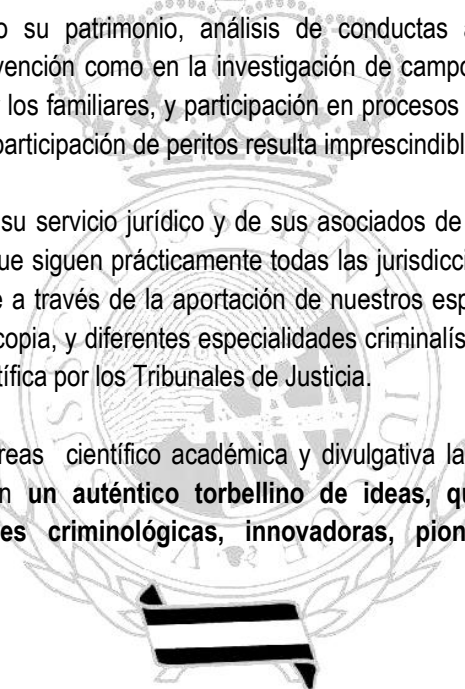 o su patrimonio, análisis de conductas a
vención como en la investigación de campo
los familiares, y participación en procesos
participación de peritos resulta imprescindibl
su servicio jurídico y de sus asociados de
ue siguen prácticamente todas las jurisdicci
e a través de la aportación de nuestros esp
copia, y diferentes especialidades criminalís
tífica por los Tribunales de Justicia.
reas científico académica y divulgativa la
n un auténtico torbellino de ideas, qu
es criminológicas, innovadoras, pion